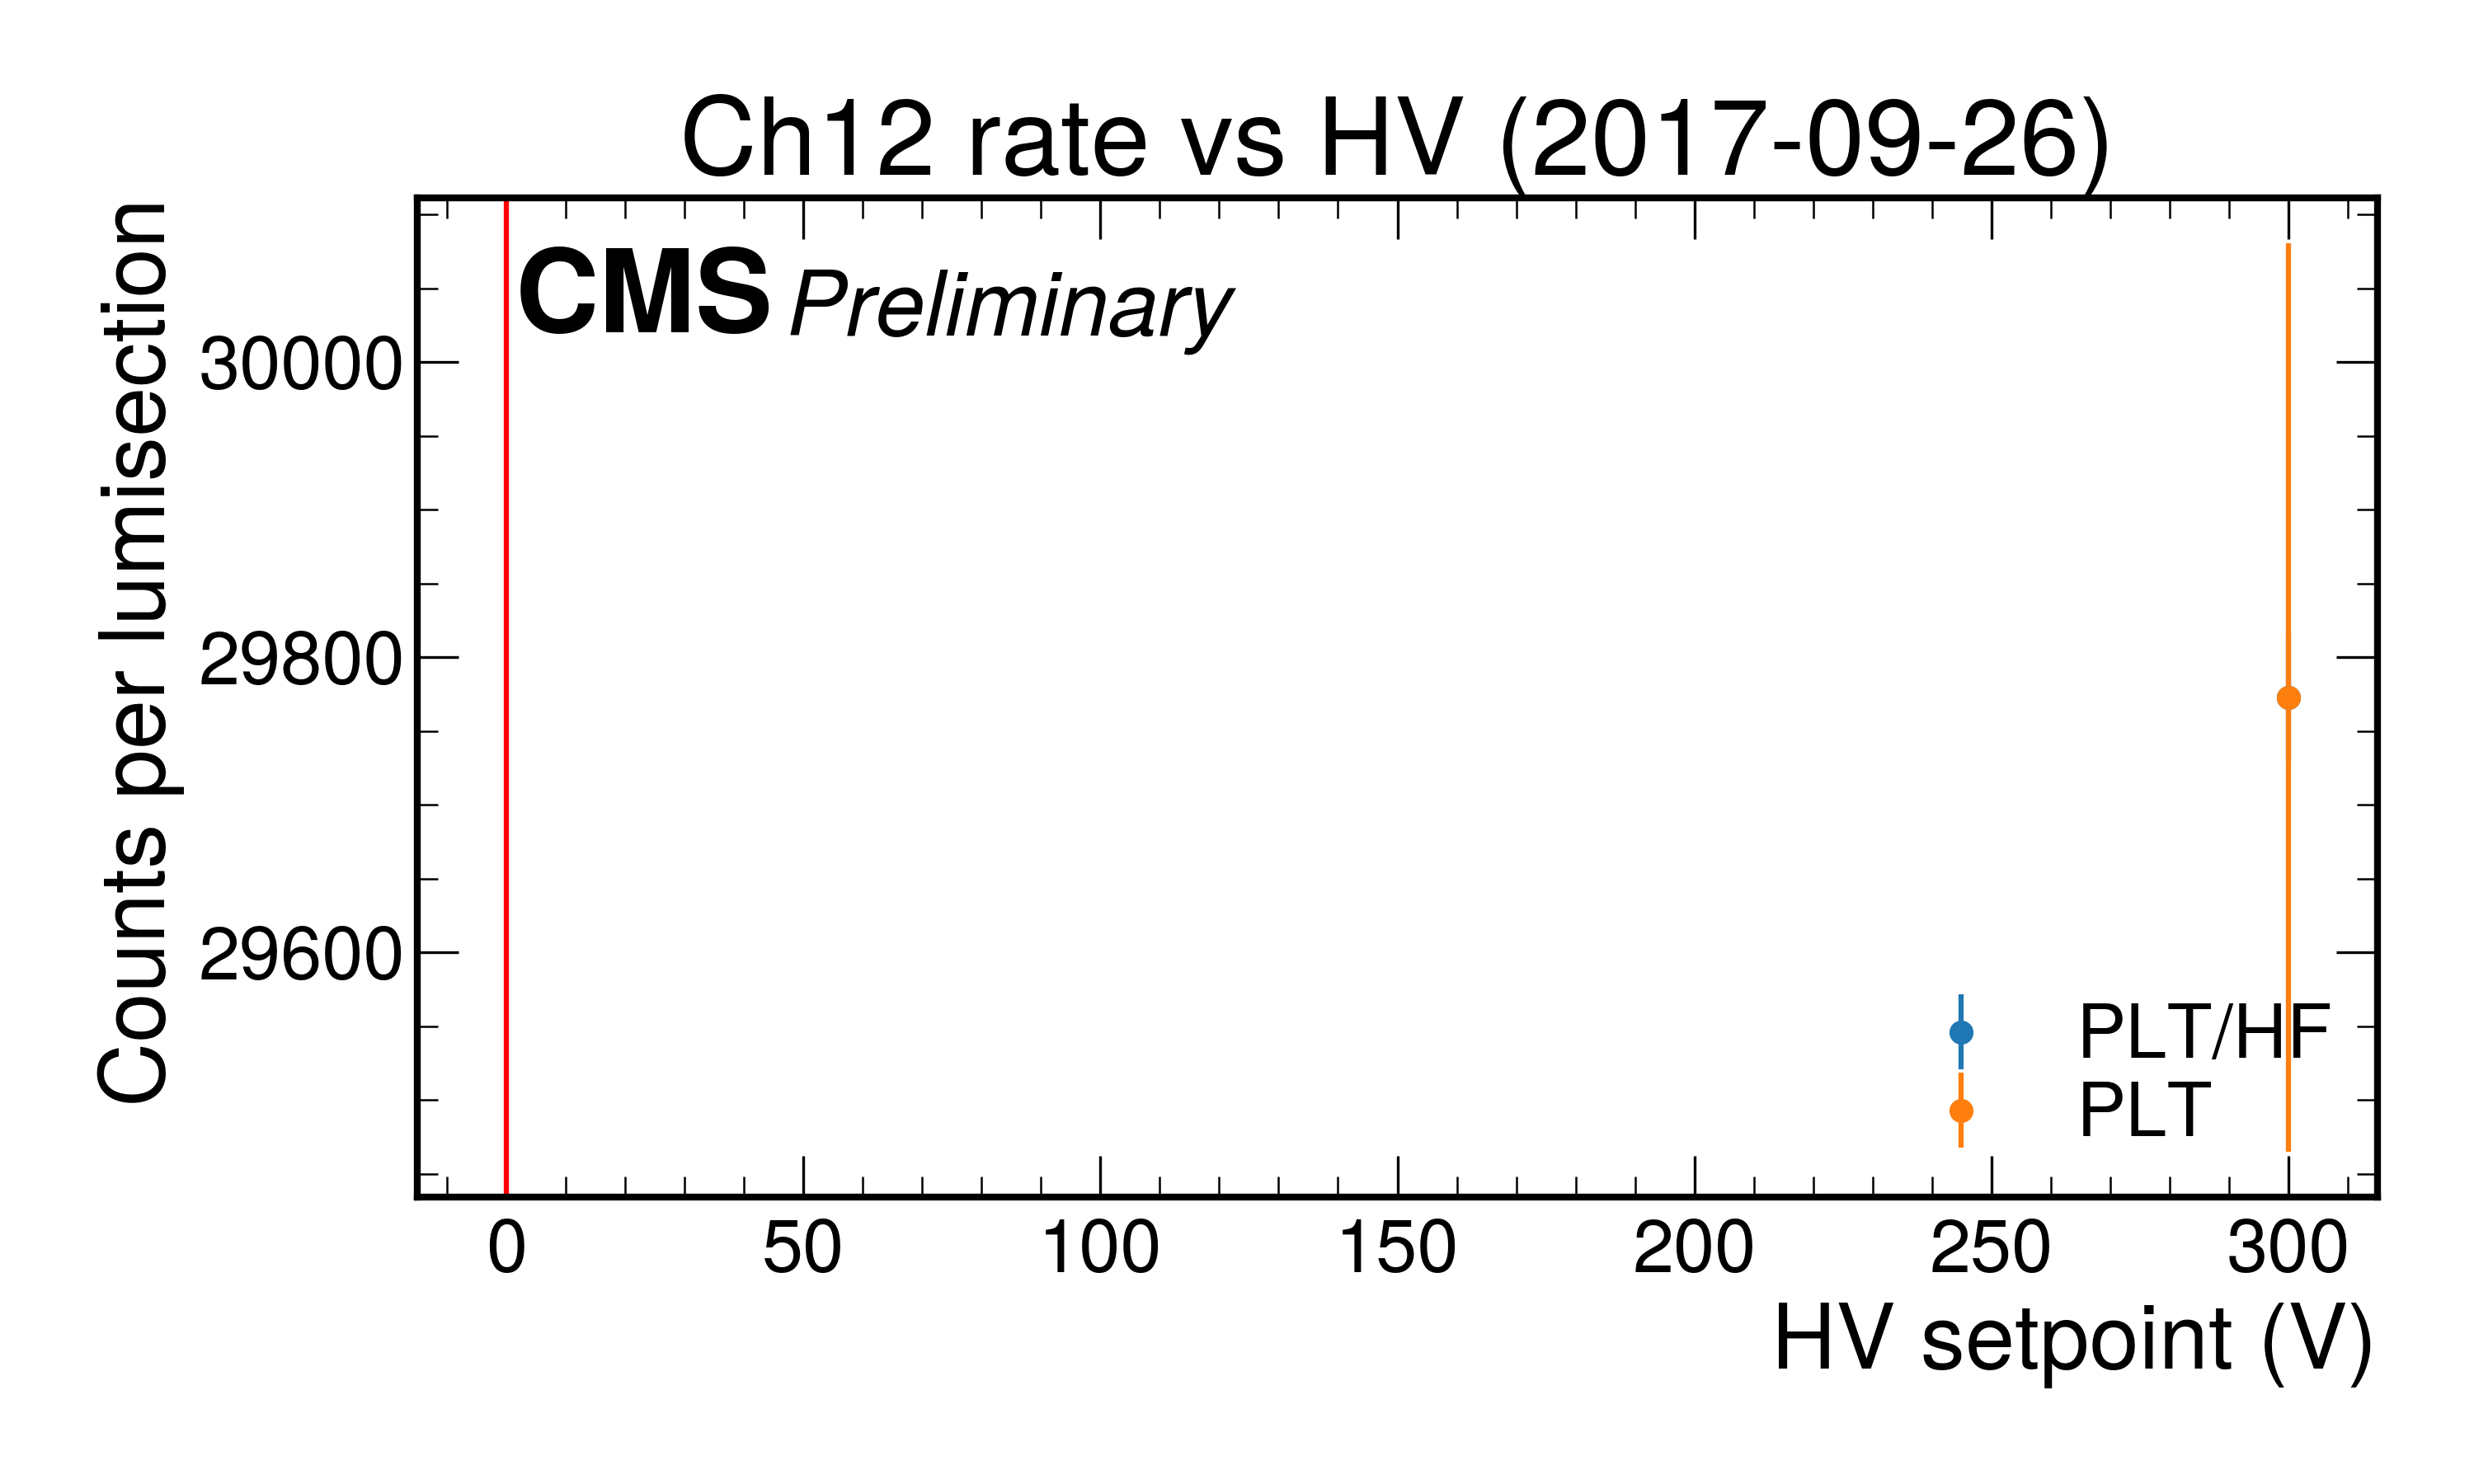 Ch12 rate vs HV (2017-09-26)
CMS Preliminary
Counts per lumisection
30000
29800
29600
PLT/HF
PLT
0 50 100 150 200 250 300
HV setpoint (V)